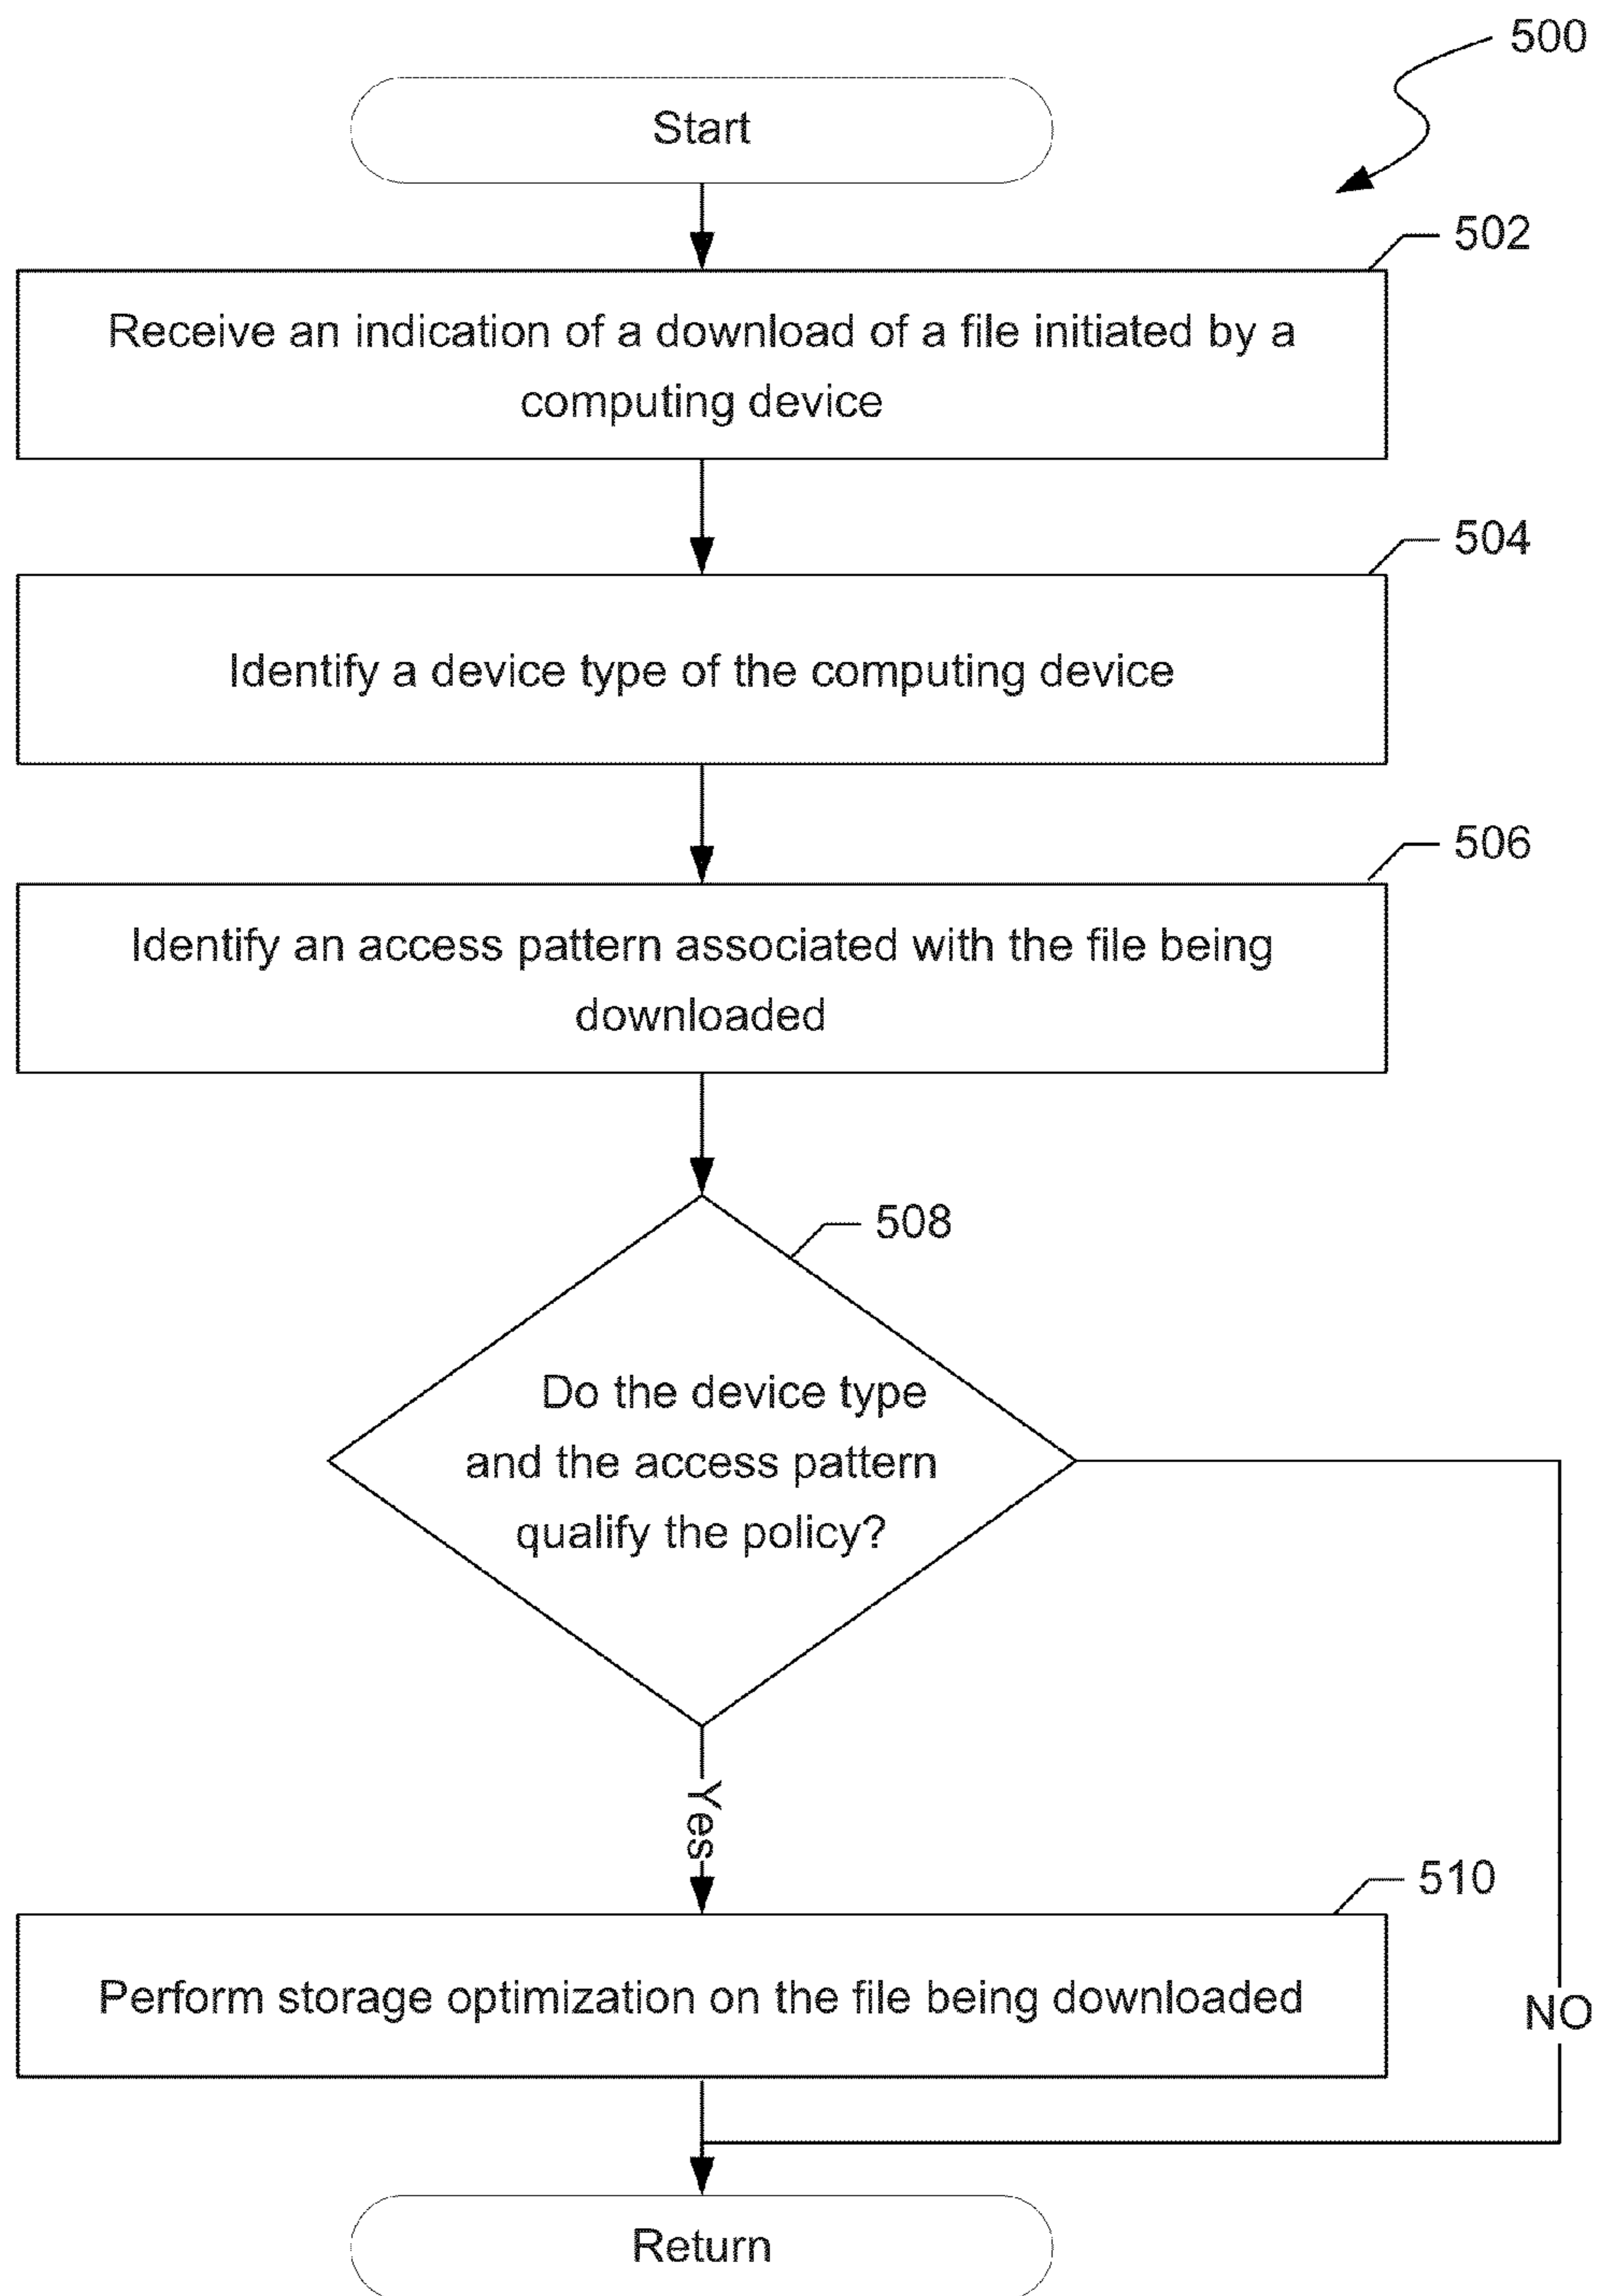 500
Start
502
Receive an indication of a download of a file initiated by a
computing device
504
Identify a device type of the computing device
506
Identify an access pattern associated with the file being
downloaded
508
Do the device type
and the access pattern
qualify the policy?
Yes
510
Perform storage optimization on the file being downloaded
NO
Return